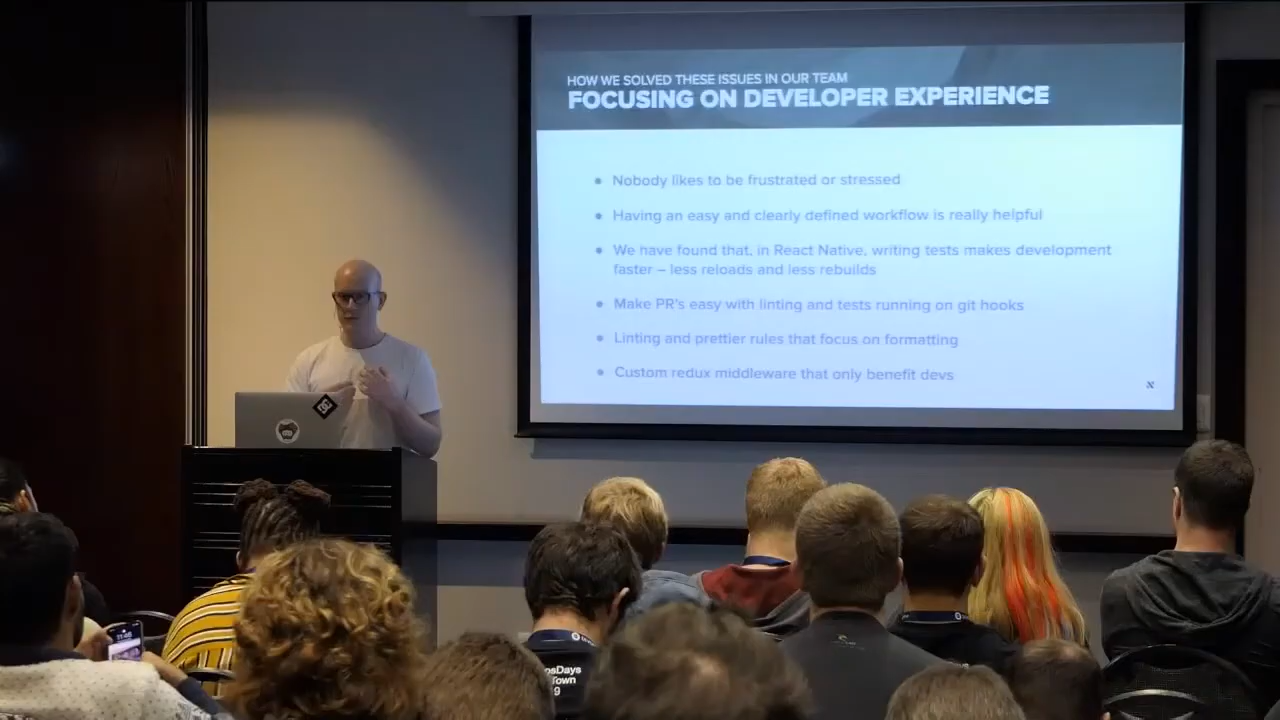 HOW WE SOLVED THESE ISSUES IN OUR TEAM
FOCUSING ON DEVELOPER EXPERIENCE
• Nobody likes to be frustrated or stressed
• Having an easy and clearly defined workflow is really helpful
• We have found that, in React Native, writing tests makes development
faster – less reloads and less rebuilds
• Make PR's easy with linting and tests running on git hooks
• Linting and prettier rules that focus on formatting
• Custom redux middleware that only benefit devs
psDays
Town
9